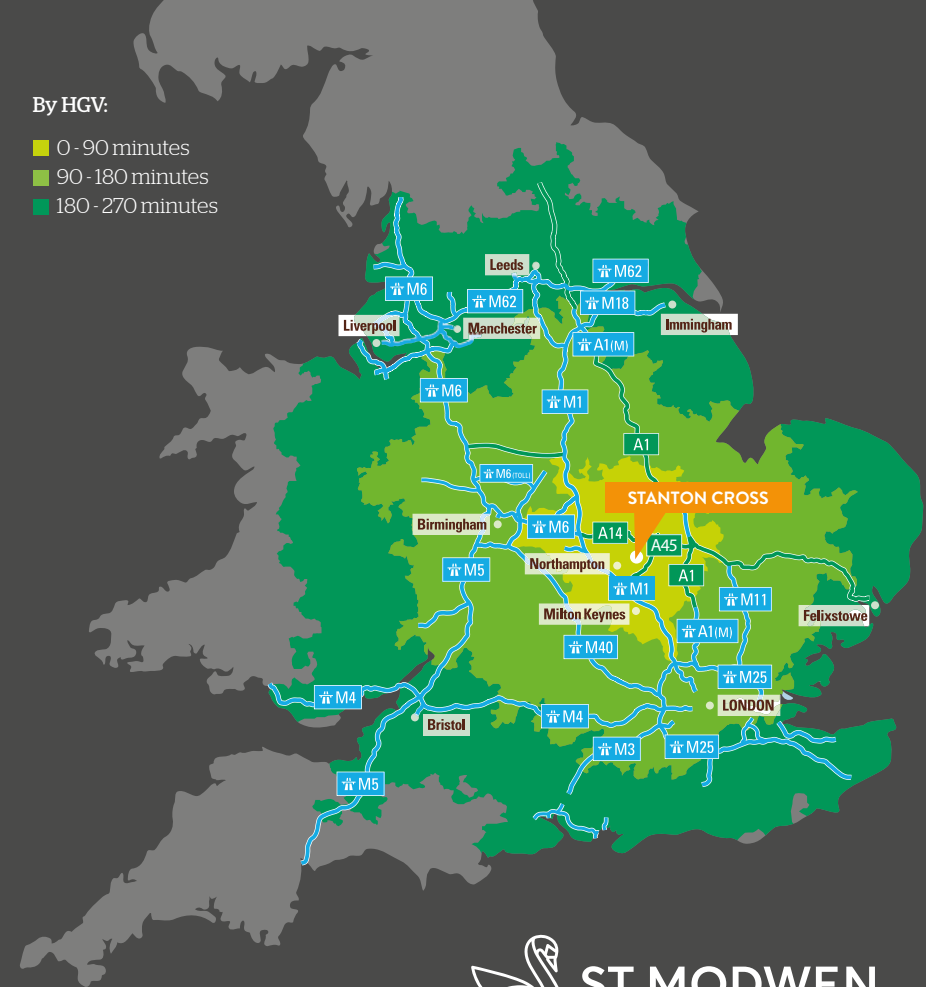 By HGV:
0 - 90 minutes
90 - 180 minutes
180 - 270 minutes
Leeds
M62
M6
M62
M18
Liverpool
Manchester
Immingham
A1(M)
M6
M1
A1
M6(TOLL)
STANTON CROSS
Birmingham
M6
A14
A45
Northampton
M5
A1
M1
M11
Milton Keynes
Felixstowe
A1(M)
M40
M25
M4
LONDON
Bristol
M4
M3
M25
M5
ST MODWEN